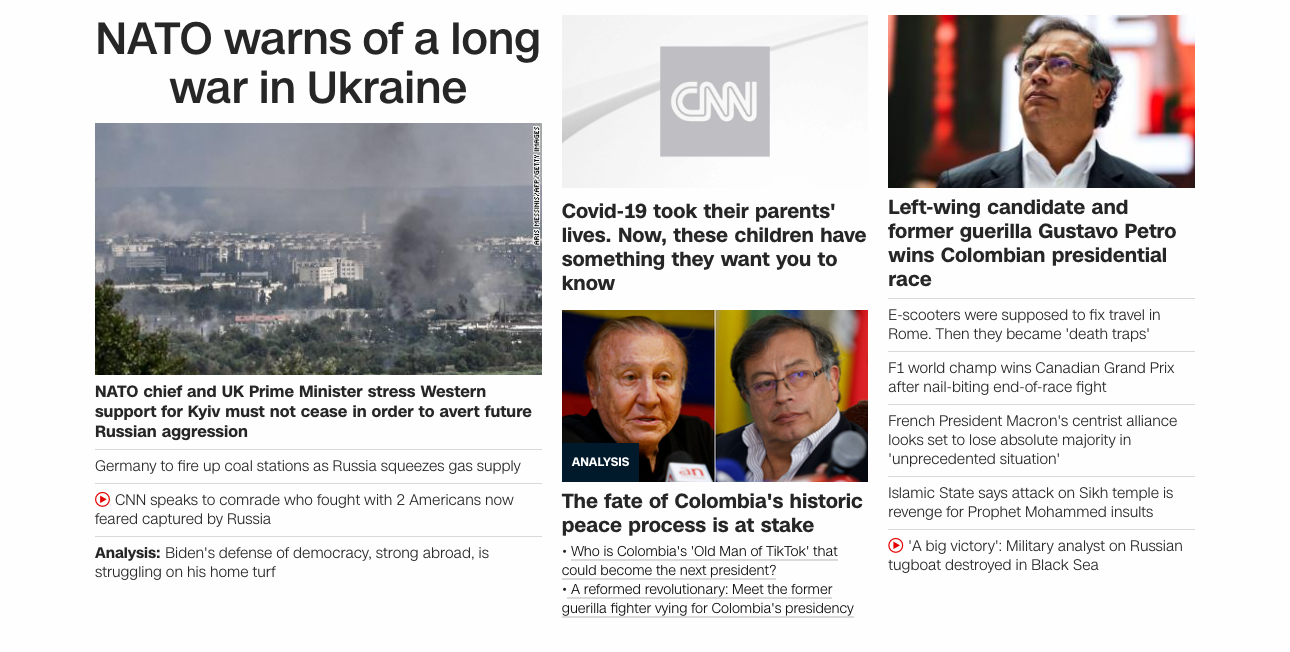 NATO warns of a long
war in Ukraine
ARIS MESSINIS/AFP/GETTY IMAGES
NATO chief and UK Prime Minister stress Western
support for Kyiv must not cease in order to avert future
Russian aggression
Germany to fire up coal stations as Russia squeezes gas supply
CNN speaks to comrade who fought with 2 Americans now
feared captured by Russia
Analysis: Biden's defense of democracy, strong abroad, is
struggling on his home turf
CNN
Covid-19 took their parents'
lives. Now, these children have
something they want you to
know
ANALYSIS
The fate of Colombia's historic
peace process is at stake
• Who is Colombia's 'Old Man of TikTok' that
could become the next president?
• A reformed revolutionary: Meet the former
guerilla fighter vying for Colombia's presidency
Left-wing candidate and
former guerilla Gustavo Petro
wins Colombian presidential
race
E-scooters were supposed to fix travel in
Rome. Then they became 'death traps'
F1 world champ wins Canadian Grand Prix
after nail-biting end-of-race fight
French President Macron's centrist alliance
looks set to lose absolute majority in
'unprecedented situation'
Islamic State says attack on Sikh temple is
revenge for Prophet Mohammed insults
'A big victory': Military analyst on Russian
tugboat destroyed in Black Sea